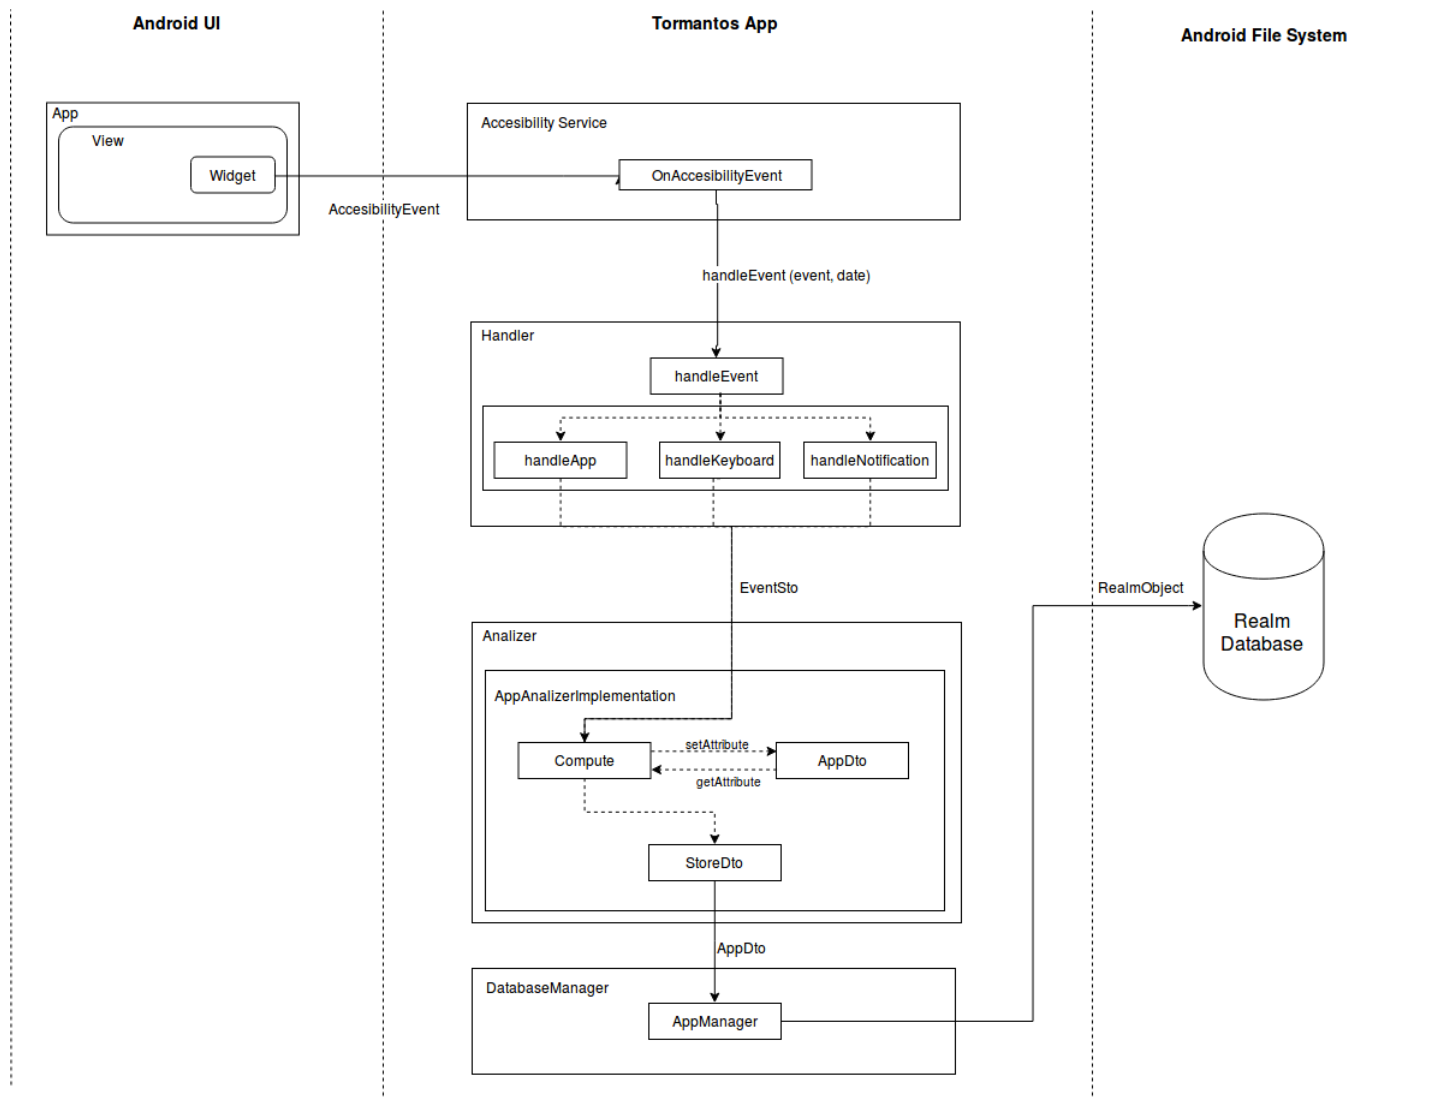 Android UI
Tormantos App
Android File System
App
View
Widget
AccesibilityEvent
Accesibility Service
OnAccesibilityEvent
handleEvent (event, date)
Handler
handleEvent
handleApp
handleKeyboard
handleNotification
EventSto
Analizer
AppAnalizerImplementation
Compute
setAttribute
getAttribute
AppDto
StoreDto
AppDto
DatabaseManager
AppManager
RealmObject
Realm
Database